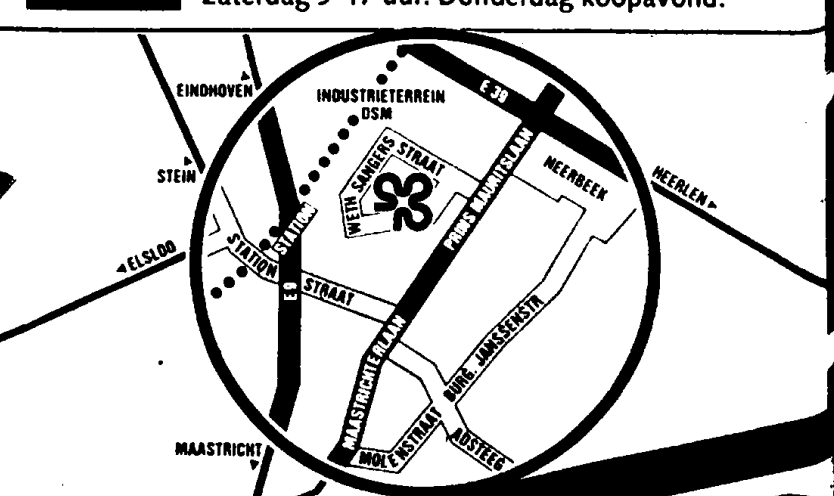 Zaterdag 9-17 uur. Donderdag koopavond.
EINDHOVEN
INDUSTRIETERREIN
DSM
E 39
STEIN
WETH SANGERS STRAAT
NEERBEEK
HEERLEN
PRINS MAURITSLAAN
STATION
ELSLOO
STATION STRAAT
E9
MAASTRICHTERLAAN
BURG. JANSSENSTR
MAASTRICHT
MOLENSTRAAT
ADSTEEG